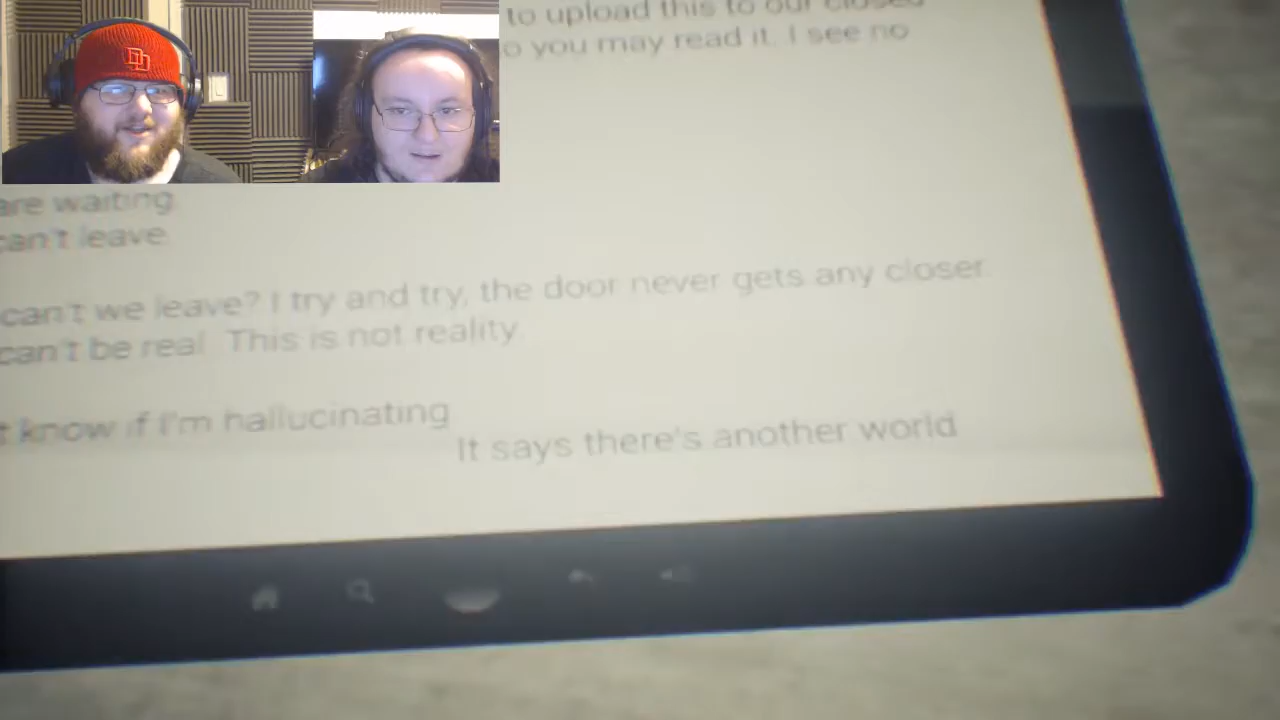 to upload this to our closed
o you may read it. I see no
are waiting
can't leave.
can't we leave? I try and try, the door never gets any closer.
can't be real. This is not reality.
t know if I'm hallucinating
It says there's another world